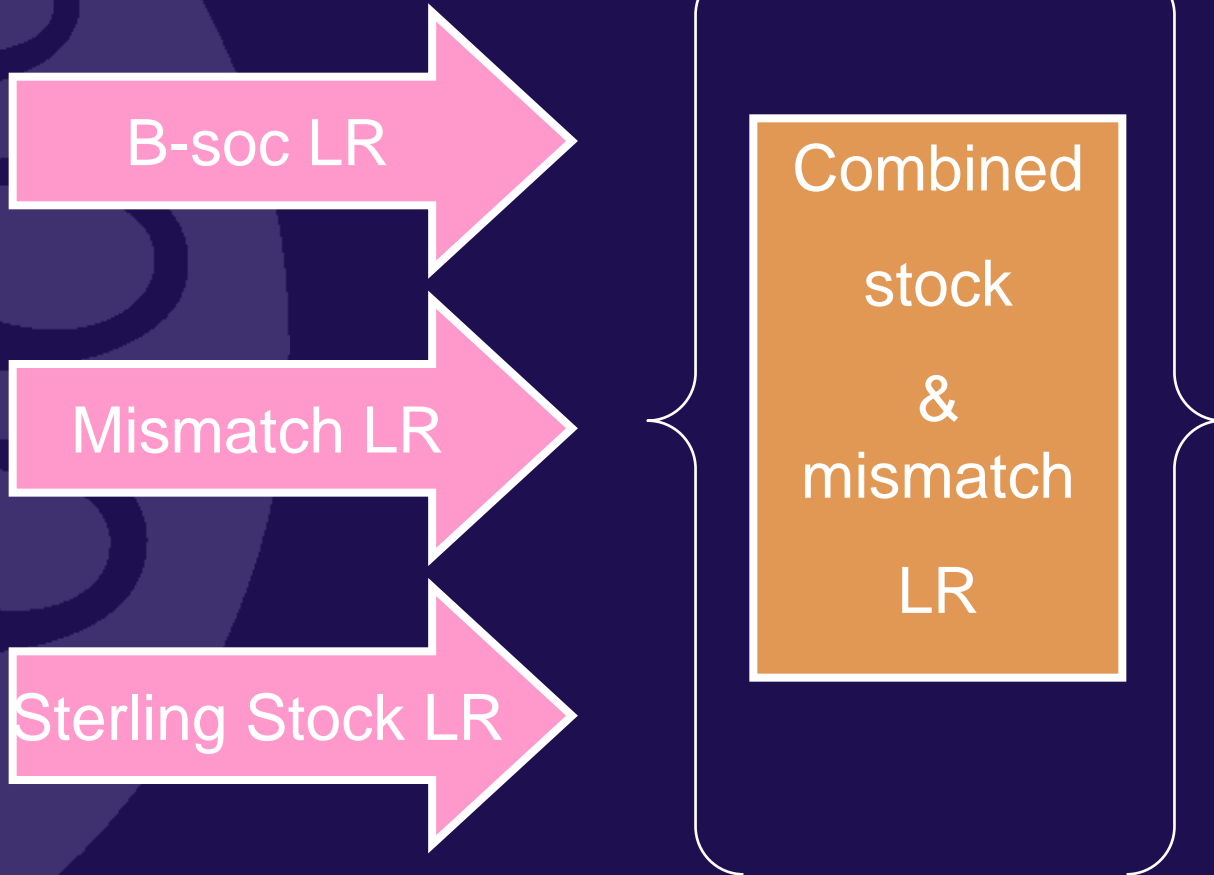 B-soc LR
Mismatch LR
Sterling Stock LR
Combined
stock
&
mismatch
LR